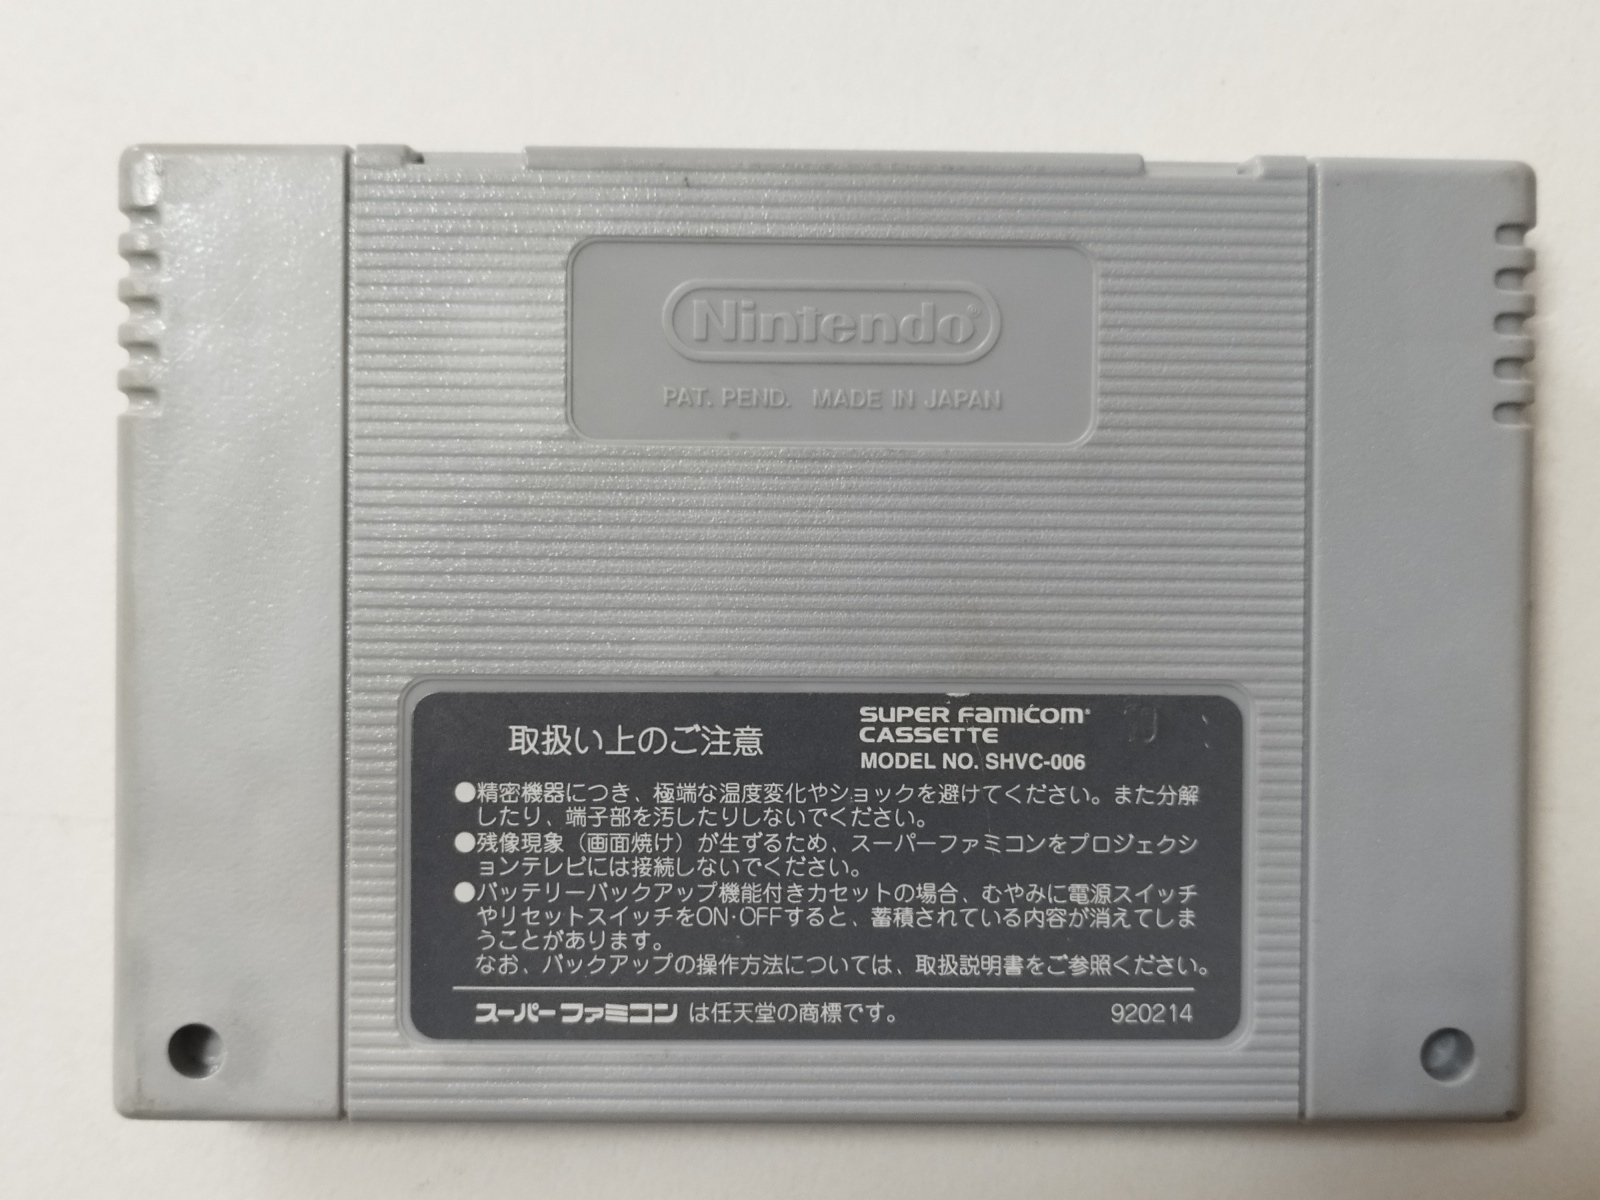 Nintendo®
PAT. PEND. MADE IN JAPAN
取扱い上のご注意
SUPER FAMICOM®
CASSETTE
MODEL NO. SHVC-006
●精密機器につき、極端な温度変化やショックを避けてください。また分解
したり、端子部を汚したりしないでください。
●残像現象（画面焼け）が生ずるため、スーパーファミコンをプロジェクシ
ョンテレビには接続しないでください。
●バッテリーバックアップ機能付きカセットの場合、むやみに電源スイッチ
やリセットスイッチをON·OFFすると、蓄積されている内容が消えてしま
うことがあります。
なお、バックアップの操作方法については、取扱説明書をご参照ください。
スーパーファミコン は任天堂の商標です。
920214